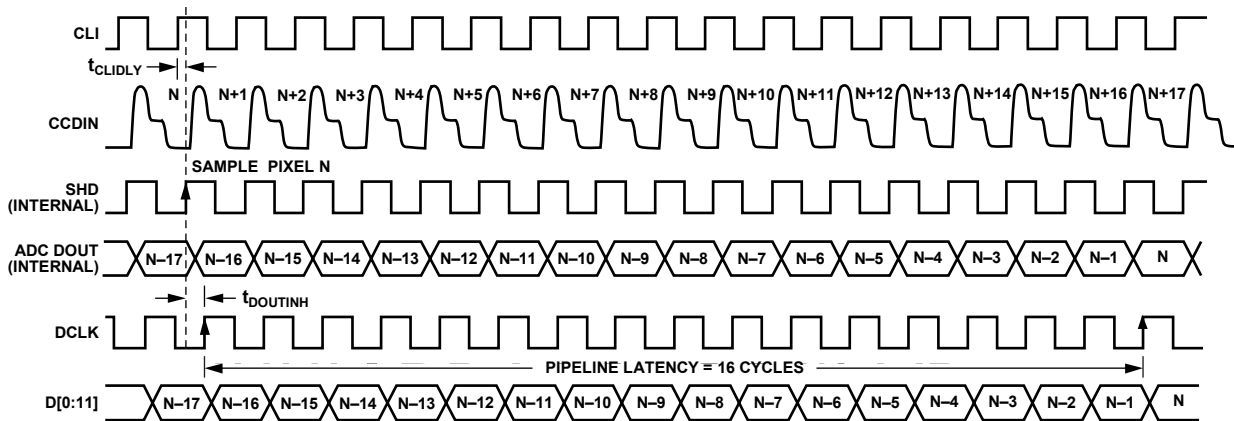 CLI
tCLIDLY
N N+1 N+2 N+3 N+4 N+5 N+6 N+7 N+8 N+9 N+10 N+11 N+12 N+13 N+14 N+15 N+16 N+17
CCDIN
SAMPLE PIXEL N
SHD
(INTERNAL)
ADC DOUT
(INTERNAL)
N–17 N–16 N–15 N–14 N–13 N–12 N–11 N–10 N–9 N–8 N–7 N–6 N–5 N–4 N–3 N–2 N–1 N
tDOUTINH
DCLK
PIPELINE LATENCY = 16 CYCLES
D[0:11]
N–17 N–16 N–15 N–14 N–13 N–12 N–11 N–10 N–9 N–8 N–7 N–6 N–5 N–4 N–3 N–2 N–1 N